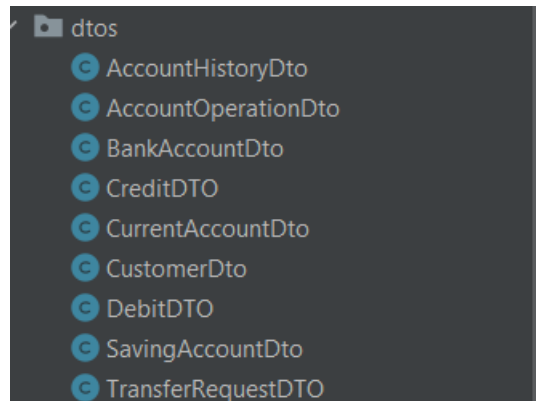 dtos
C AccountHistoryDto
C AccountOperationDto
C BankAccountDto
C CreditDTO
C CurrentAccountDto
C CustomerDto
C DebitDTO
C SavingAccountDto
C TransferRequestDTO